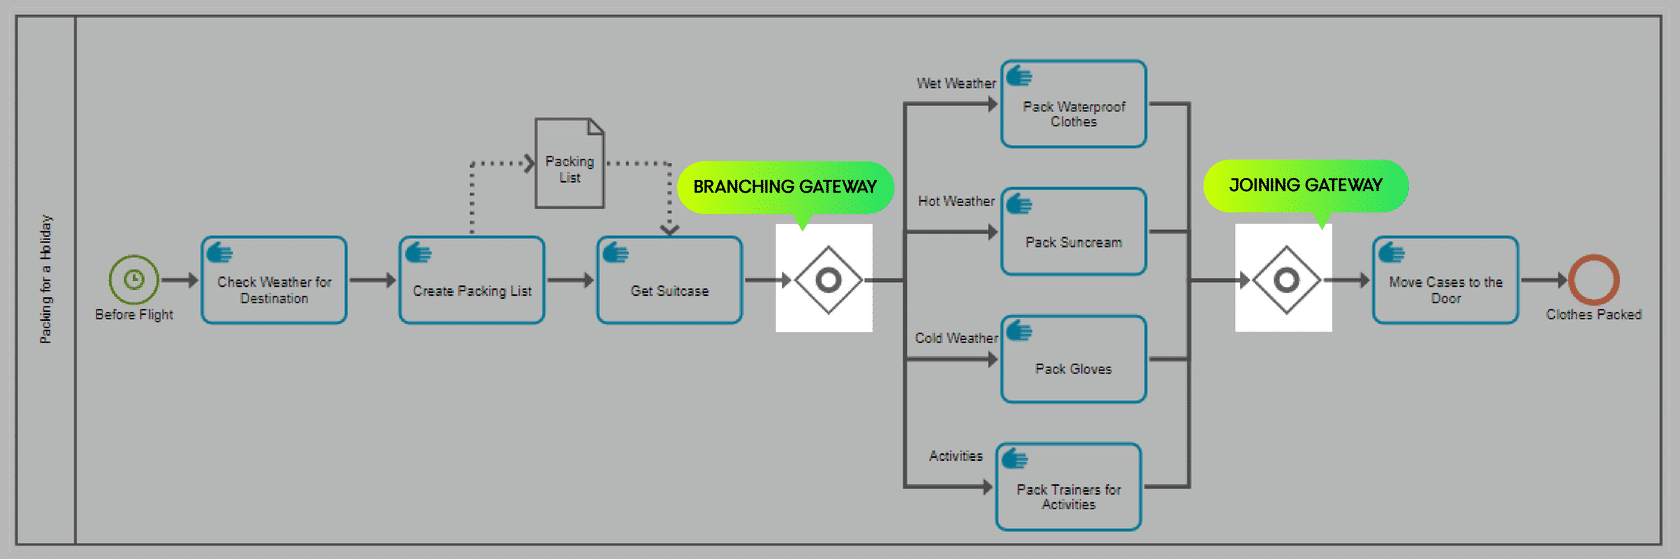 Packing for a Holiday
Before Flight
Check Weather for
Destination
Create Packing List
Packing
List
Get Suitcase
BRANCHING GATEWAY
Wet Weather
Pack Waterproof
Clothes
Hot Weather
Pack Suncream
Cold Weather
Pack Gloves
Activities
Pack Trainers for
Activities
JOINING GATEWAY
Move Cases to the
Door
Clothes Packed